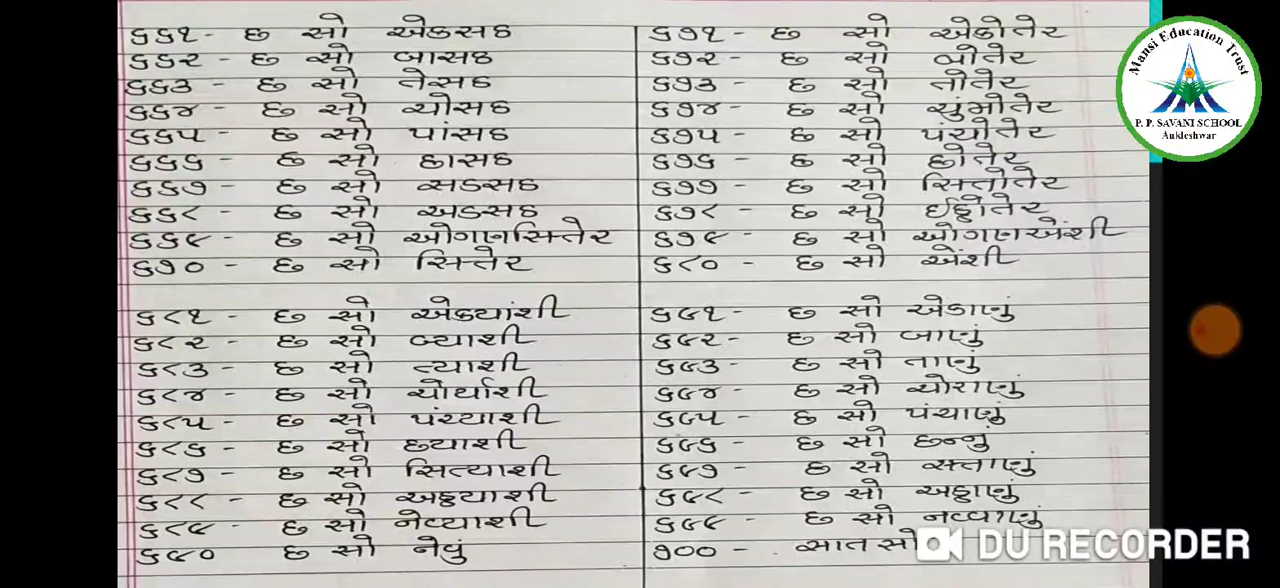 ૬૬૧ - છ સો એકસઠ
૬૬૨ - છ સો બાસઠ
૬૬૩ - છ સો તેસઠ
૬૬૪ - છ સો ચોસઠ
૬૬૫ - છ સો પાંસઠ
૬૬૬ - છ સો છાસઠ
૬૬૭ - છ સો સડસઠ
૬૬૮ - છ સો અડસઠ
૬૬૯ - છ સો ઓગણસિત્તેર
૬૭૦ - છ સો સિત્તેર
૬૮૧ - છ સો એક્યાંશી
૬૮૨ - છ સો બ્યાશી
૬૮૩ - છ સો ત્યાશી
૬૮૪ - છ સો ચોર્યાશી
૬૮૫ - છ સો પંચ્યાશી
૬૮૬ - છ સો છ્યાશી
૬૮૭ - છ સો સિત્યાશી
૬૮૮ - છ સો અઠ્ઠયાશી
૬૮૯ - છ સો નેવ્યાશી
૬૯૦ છ સો નેવું
૬૭૧ - છ સો એકોતેર
૬૭૨ - છ સો બોતેર
૬૭૩ - છ સો તોતેર
૬૭૪ - છ સો ચુંમોતેર
૬૭૫ - છ સો પચોતેર
૬૭૬ - છ સો છોતેર
૬૭૭ - છ સો સિતોતેર
૬૭૮ - છ સો ઈઠ્ઠોતેર
૬૭૯ - છ સો ઓગણએંશી
૬૮૦ - છ સો એંશી
૬૯૧ - છ સો એકાણું
૬૯૨ - છ સો બાણું
૬૯૩ - છ સો તાણું
૬૯૪ - છ સો ચોરાણું
૬૯૫ - છ સો પંચાણું
૬૯૬ - છ સો છન્નું
૬૯૭ - છ સો સત્તાણું
૬૯૮ - છ સો અઠ્ઠાણું
૬૯૯ - છ સો નવ્વાણું
૭૦૦ - સાત સો
Mansi Education Trust
P. P. SAVANI SCHOOL
Ankleshwar
DU RECORDER